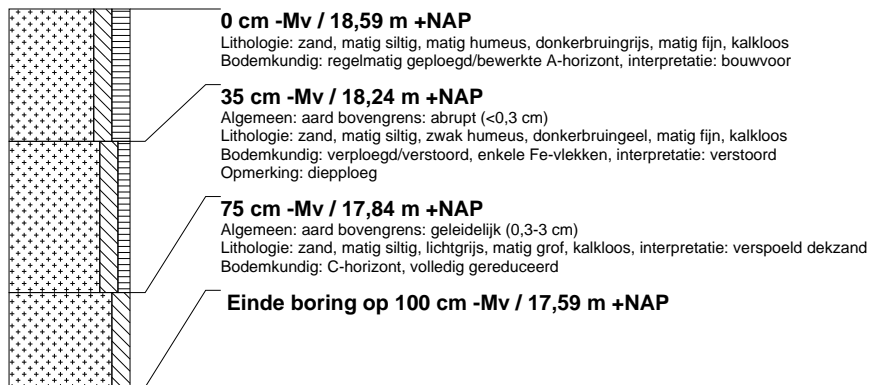 0 cm -Mv / 18,59 m +NAP
Lithologie: zand, matig siltig, matig humeus, donkerbruingrijs, matig fijn, kalkloos
Bodemkundig: regelmatig geploegd/bewerkte A-horizont, interpretatie: bouwvoor
35 cm -Mv / 18,24 m +NAP
Algemeen: aard bovengrens: abrupt (<0,3 cm)
Lithologie: zand, matig siltig, zwak humeus, donkerbruingeel, matig fijn, kalkloos
Bodemkundig: verploegd/verstoord, enkele Fe-vlekken, interpretatie: verstoord
Opmerking: diepploeg
75 cm -Mv / 17,84 m +NAP
Algemeen: aard bovengrens: geleidelijk (0,3-3 cm)
Lithologie: zand, matig siltig, lichtgrijs, matig grof, kalkloos, interpretatie: verspoeld dekzand
Bodemkundig: C-horizont, volledig gereduceerd
Einde boring op 100 cm -Mv / 17,59 m +NAP